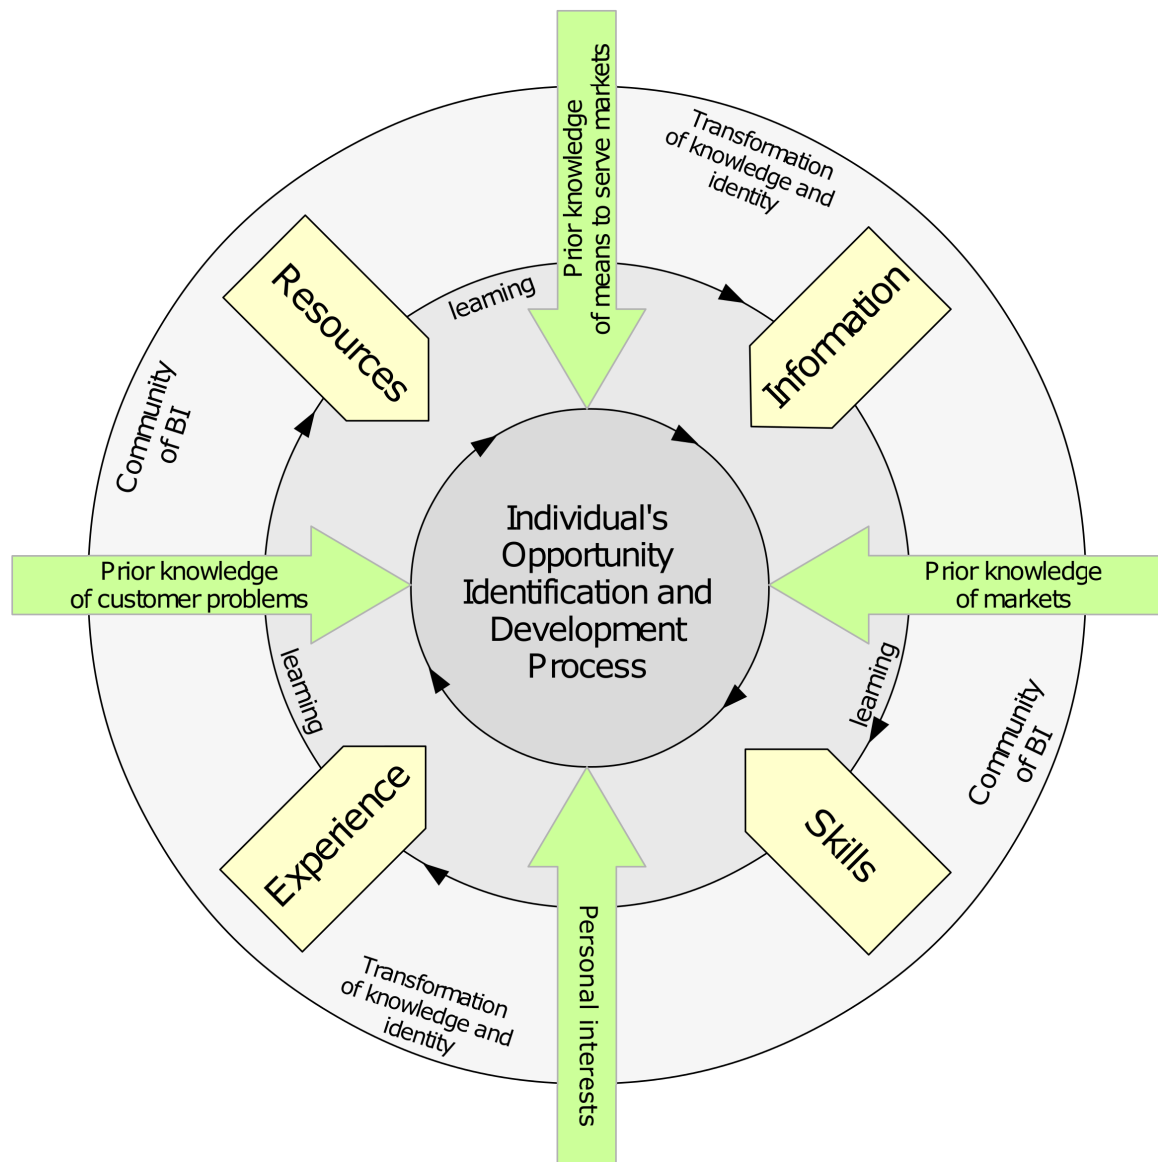 Prior knowledge
of means to serve markets
Transformation
of knowledge and
identity
Resources
learning
Information
Community
of BI
Individual's
Opportunity
Identification and
Development
Process
Prior knowledge
of customer problems
Prior knowledge
of markets
learning
learning
Community
of BI
Experience
Skills
Personal interests
Transformation
of knowledge and
identity